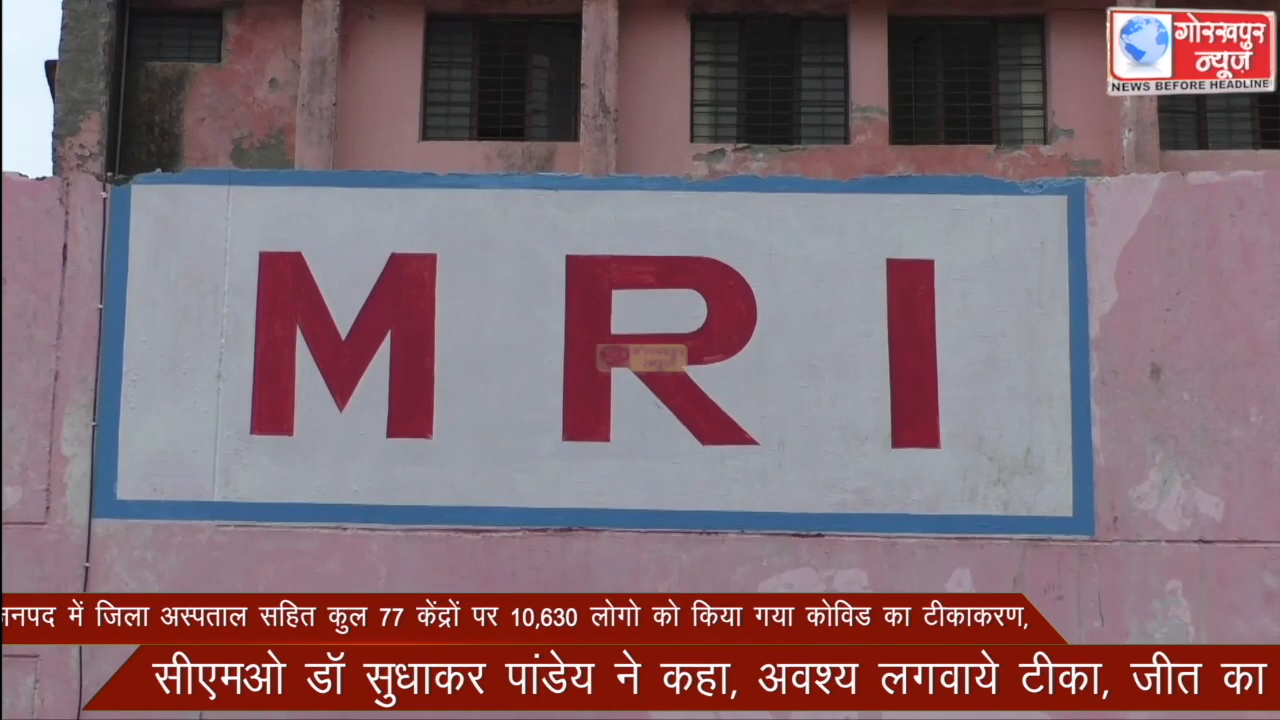 गोरखपुर
न्यूज़
NEWS BEFORE HEADLINE
MRI
जनपद में जिला अस्पताल सहित कुल 77 केंद्रों पर 10,630 लोगो को किया गया कोविड का टीकाकरण,
सीएमओ डॉ सुधाकर पांडेय ने कहा, अवश्य लगवाये टीका, जीत का